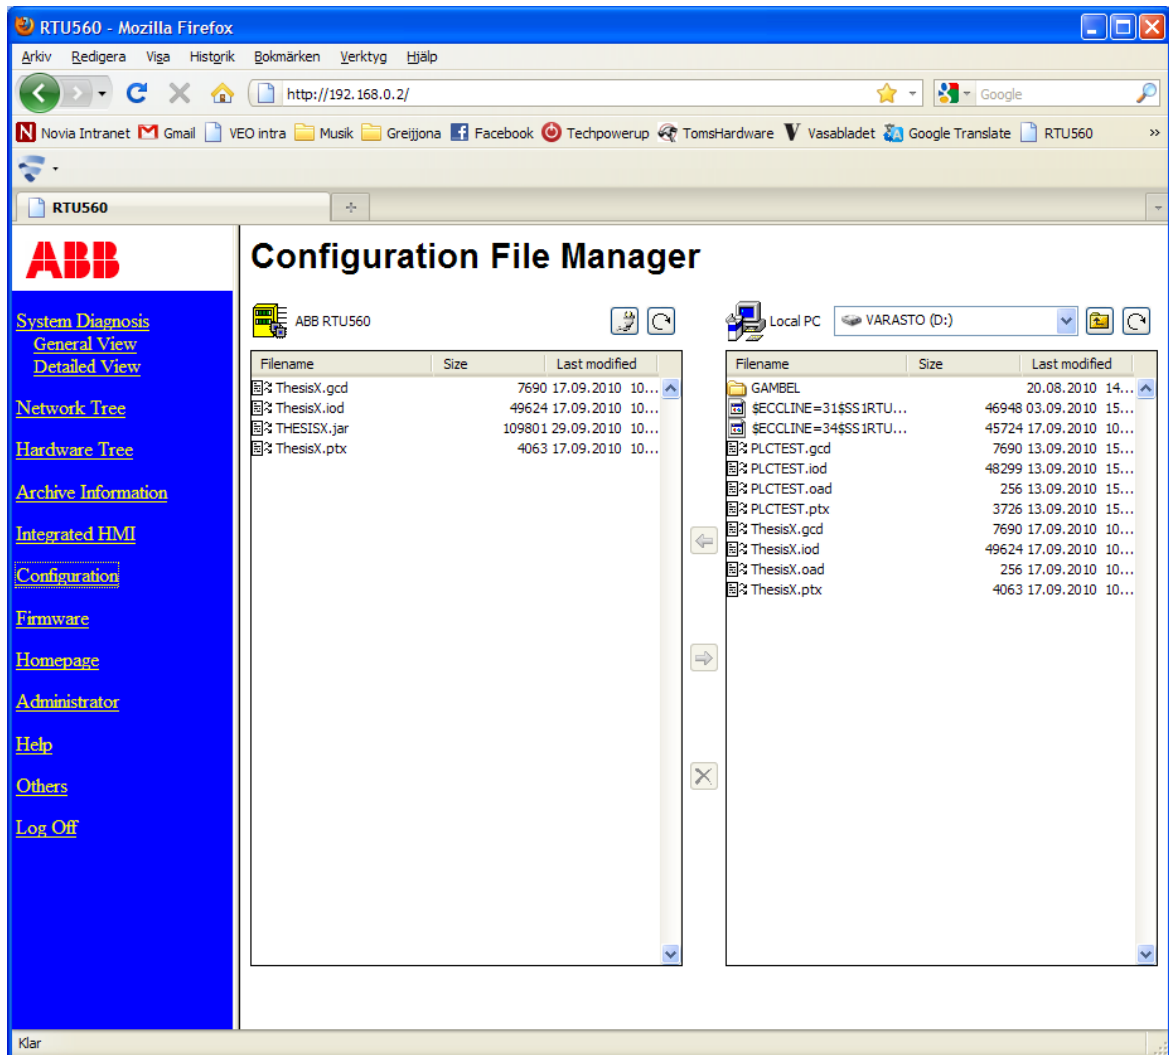 RTU560 - Mozilla Firefox
Arkiv Redigera Visa Historik Bokmärken Verktyg Hjälp
http://192.168.0.2/
Google
Novia Intranet Gmail VEO intra Musik Greijjona Facebook Techpowerup TomsHardware Vasabladet Google Translate RTU560 »
RTU560
ABB
System Diagnosis
General View
Detailed View
Network Tree
Hardware Tree
Archive Information
Integrated HMI
Configuration
Firmware
Homepage
Administrator
Help
Others
Log Off
Configuration File Manager
ABB RTU560
Filename Size Last modified
ThesisX.gcd 7690 17.09.2010 10...
ThesisX.iod 49624 17.09.2010 10...
THESISX.jar 109801 29.09.2010 10...
ThesisX.ptx 4063 17.09.2010 10...
Local PC VARASTO (D:)
Filename Size Last modified
GAMBEL 20.08.2010 14...
$ECCLINE=31$SS1RTU... 46948 03.09.2010 15...
$ECCLINE=34$SS1RTU... 45724 17.09.2010 10...
PLCTEST.gcd 7690 13.09.2010 15...
PLCTEST.iod 48299 13.09.2010 15...
PLCTEST.oad 256 13.09.2010 15...
PLCTEST.ptx 3726 13.09.2010 15...
ThesisX.gcd 7690 17.09.2010 10...
ThesisX.iod 49624 17.09.2010 10...
ThesisX.oad 256 17.09.2010 10...
ThesisX.ptx 4063 17.09.2010 10...
Klar